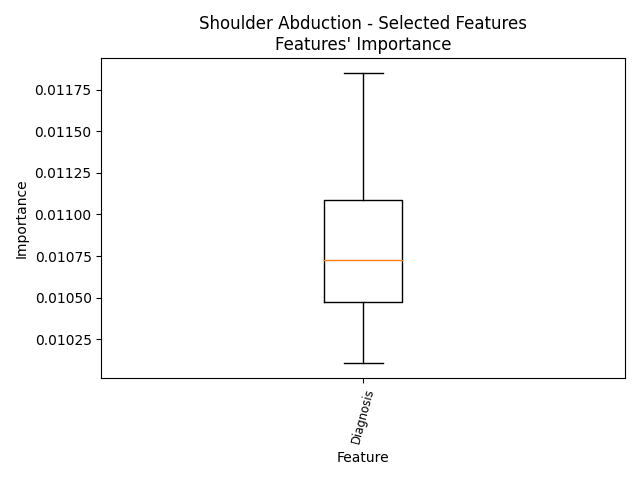 Shoulder Abduction - Selected Features
Features' Importance
Importance
0.01175
0.01150
0.01125
0.01100
0.01075
0.01050
0.01025
Diagnosis
Feature